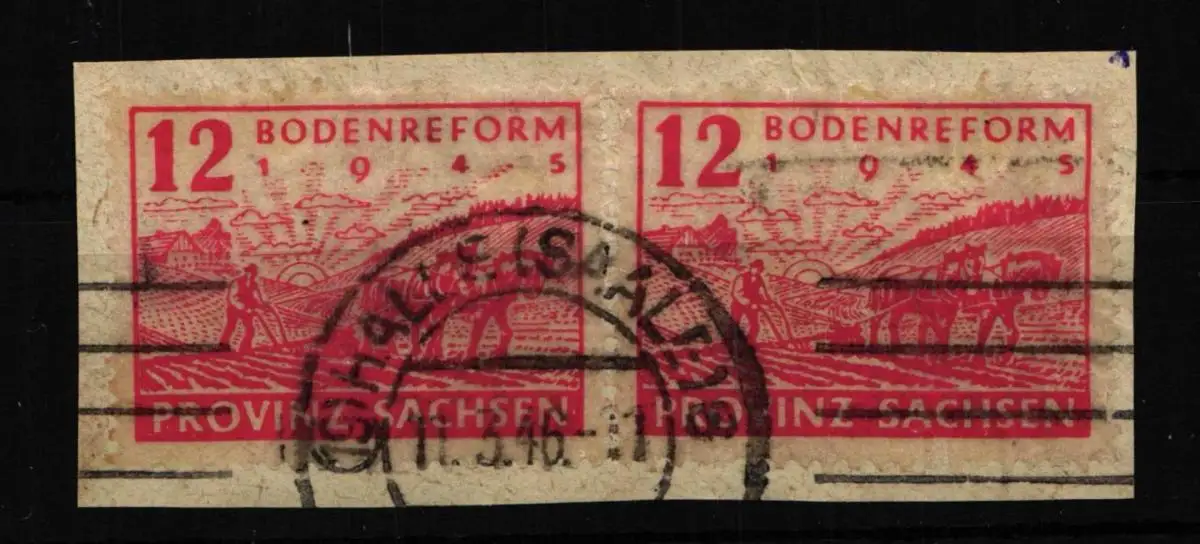 12 BODENREFORM
1 9 4 5
PROVINZ SACHSEN
12 BODENREFORM
1 9 4 5
PROVINZ SACHSEN
HALLE (SAALE)
11.3.46.